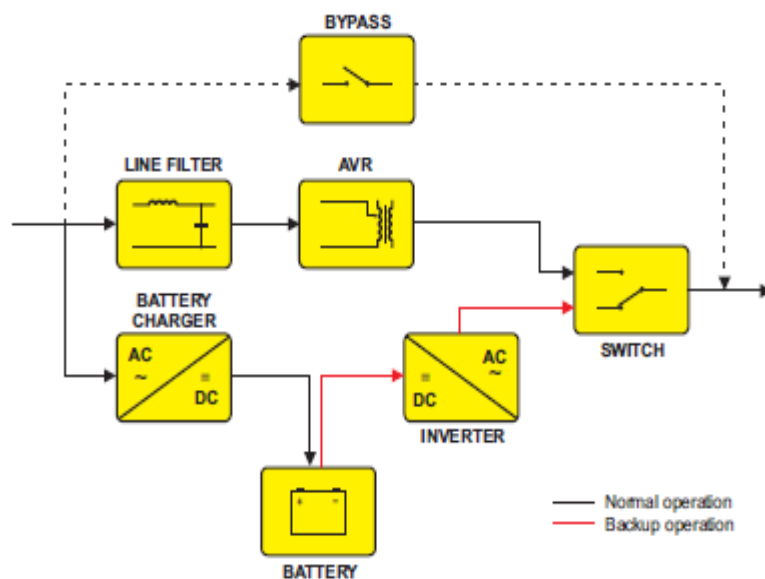 BYPASS
LINE FILTER
AVR
BATTERY
CHARGER
AC
~
=
DC
AC
~
=
DC
INVERTER
SWITCH
+ -
BATTERY
Normal operation
Backup operation